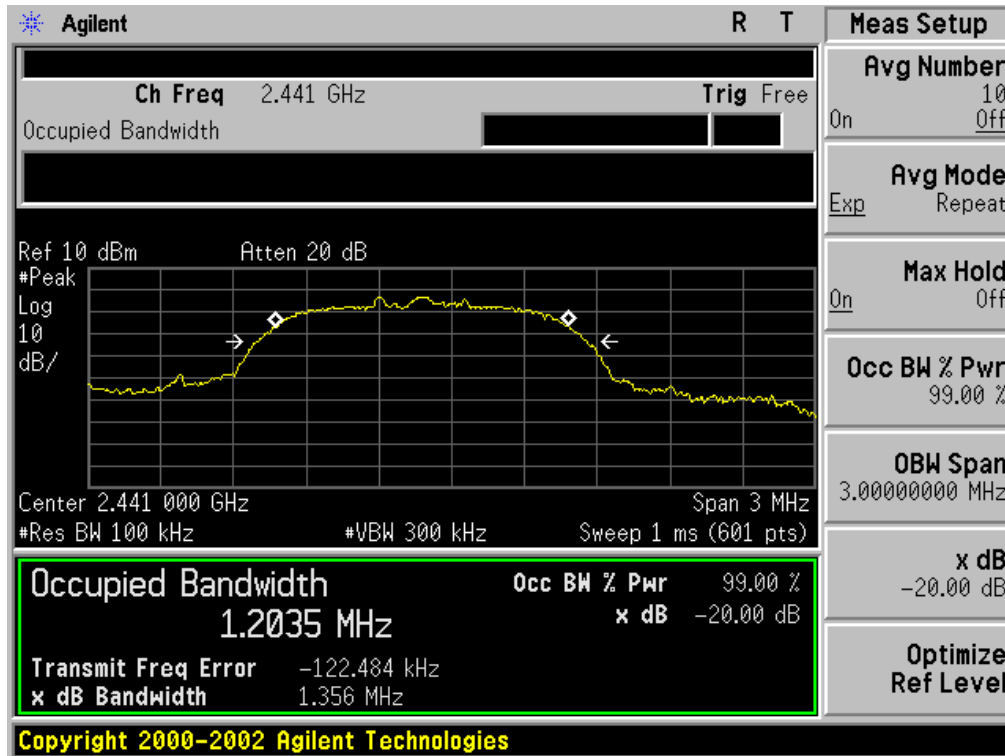 Agilent R T
Ch Freq 2.441 GHz Trig Free
Occupied Bandwidth
Ref 10 dBm Atten 20 dB
#Peak
Log
10
dB/
Center 2.441 000 GHz Span 3 MHz
#Res BW 100 kHz #VBW 300 kHz Sweep 1 ms (601 pts)
Occupied Bandwidth Occ BW % Pwr 99.00 %
1.2035 MHz x dB -20.00 dB
Transmit Freq Error -122.484 kHz
x dB Bandwidth 1.356 MHz
Meas Setup
Avg Number
10
On Off
Avg Mode
Exp Repeat
Max Hold
On Off
Occ BW % Pwr
99.00 %
OBW Span
3.00000000 MHz
x dB
-20.00 dB
Optimize
Ref Level
Copyright 2000-2002 Agilent Technologies